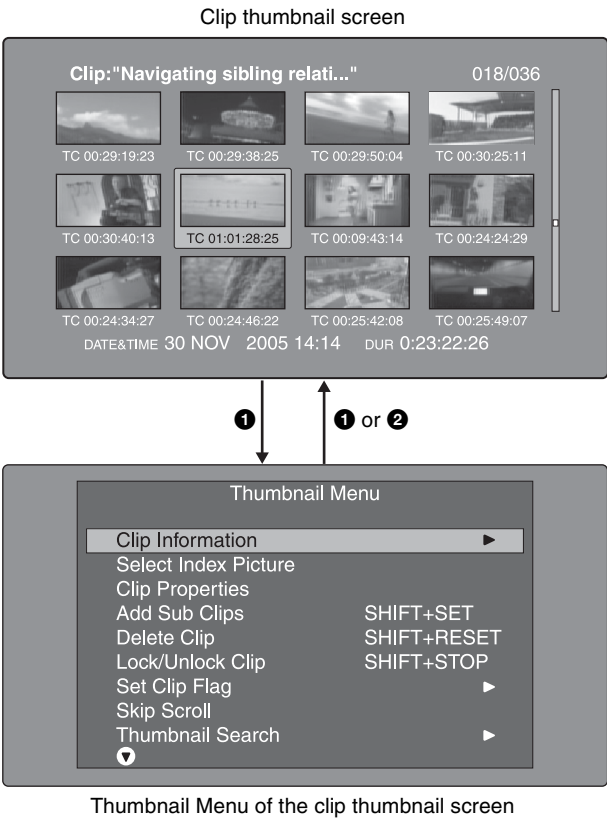 Clip thumbnail screen
Clip:"Navigating sibling relati..." 018/036
TC 00:29:19:23 TC 00:29:38:25 TC 00:29:50:04 TC 00:30:25:11
TC 00:30:40:13 TC 01:01:28:25 TC 00:09:43:14 TC 00:24:24:29
TC 00:24:34:27 TC 00:24:46:22 TC 00:25:42:08 TC 00:25:49:07
DATE&TIME 30 NOV 2005 14:14 DUR 0:23:22:26
❶ ❶ or ❷
Thumbnail Menu
Clip Information ▶
Select Index Picture
Clip Properties
Add Sub Clips SHIFT+SET
Delete Clip SHIFT+RESET
Lock/Unlock Clip SHIFT+STOP
Set Clip Flag ▶
Skip Scroll
Thumbnail Search ▶
Thumbnail Menu of the clip thumbnail screen